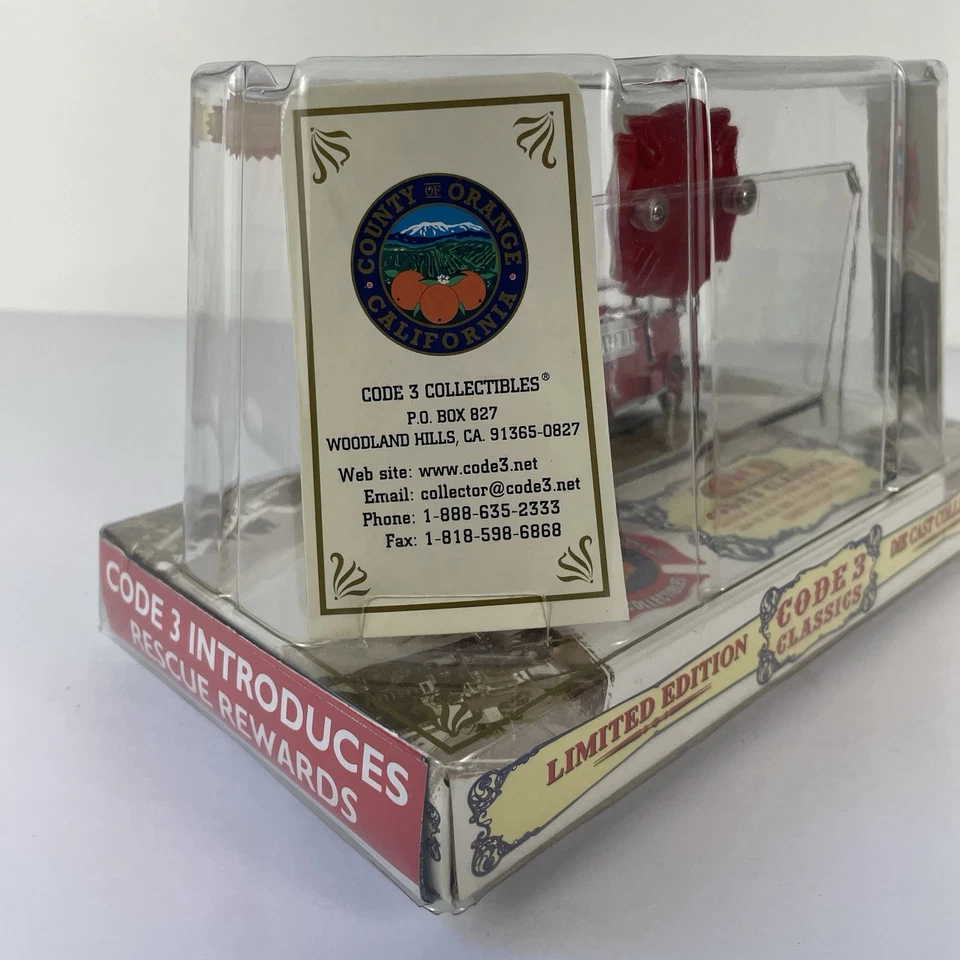 COUNTY OF ORANGE
CALIFORNIA
CODE 3 COLLECTIBLES®
P.O. BOX 827
WOODLAND HILLS, CA. 91365-0827
Web site: www.code3.net
Email: collector@code3.net
Phone: 1-888-635-2333
Fax: 1-818-598-6868
COLLECTIBLES
CODE 3 INTRODUCES
RESCUE REWARDS
LIMITED EDITION
CODE 3
CLASSICS
DIE CAST